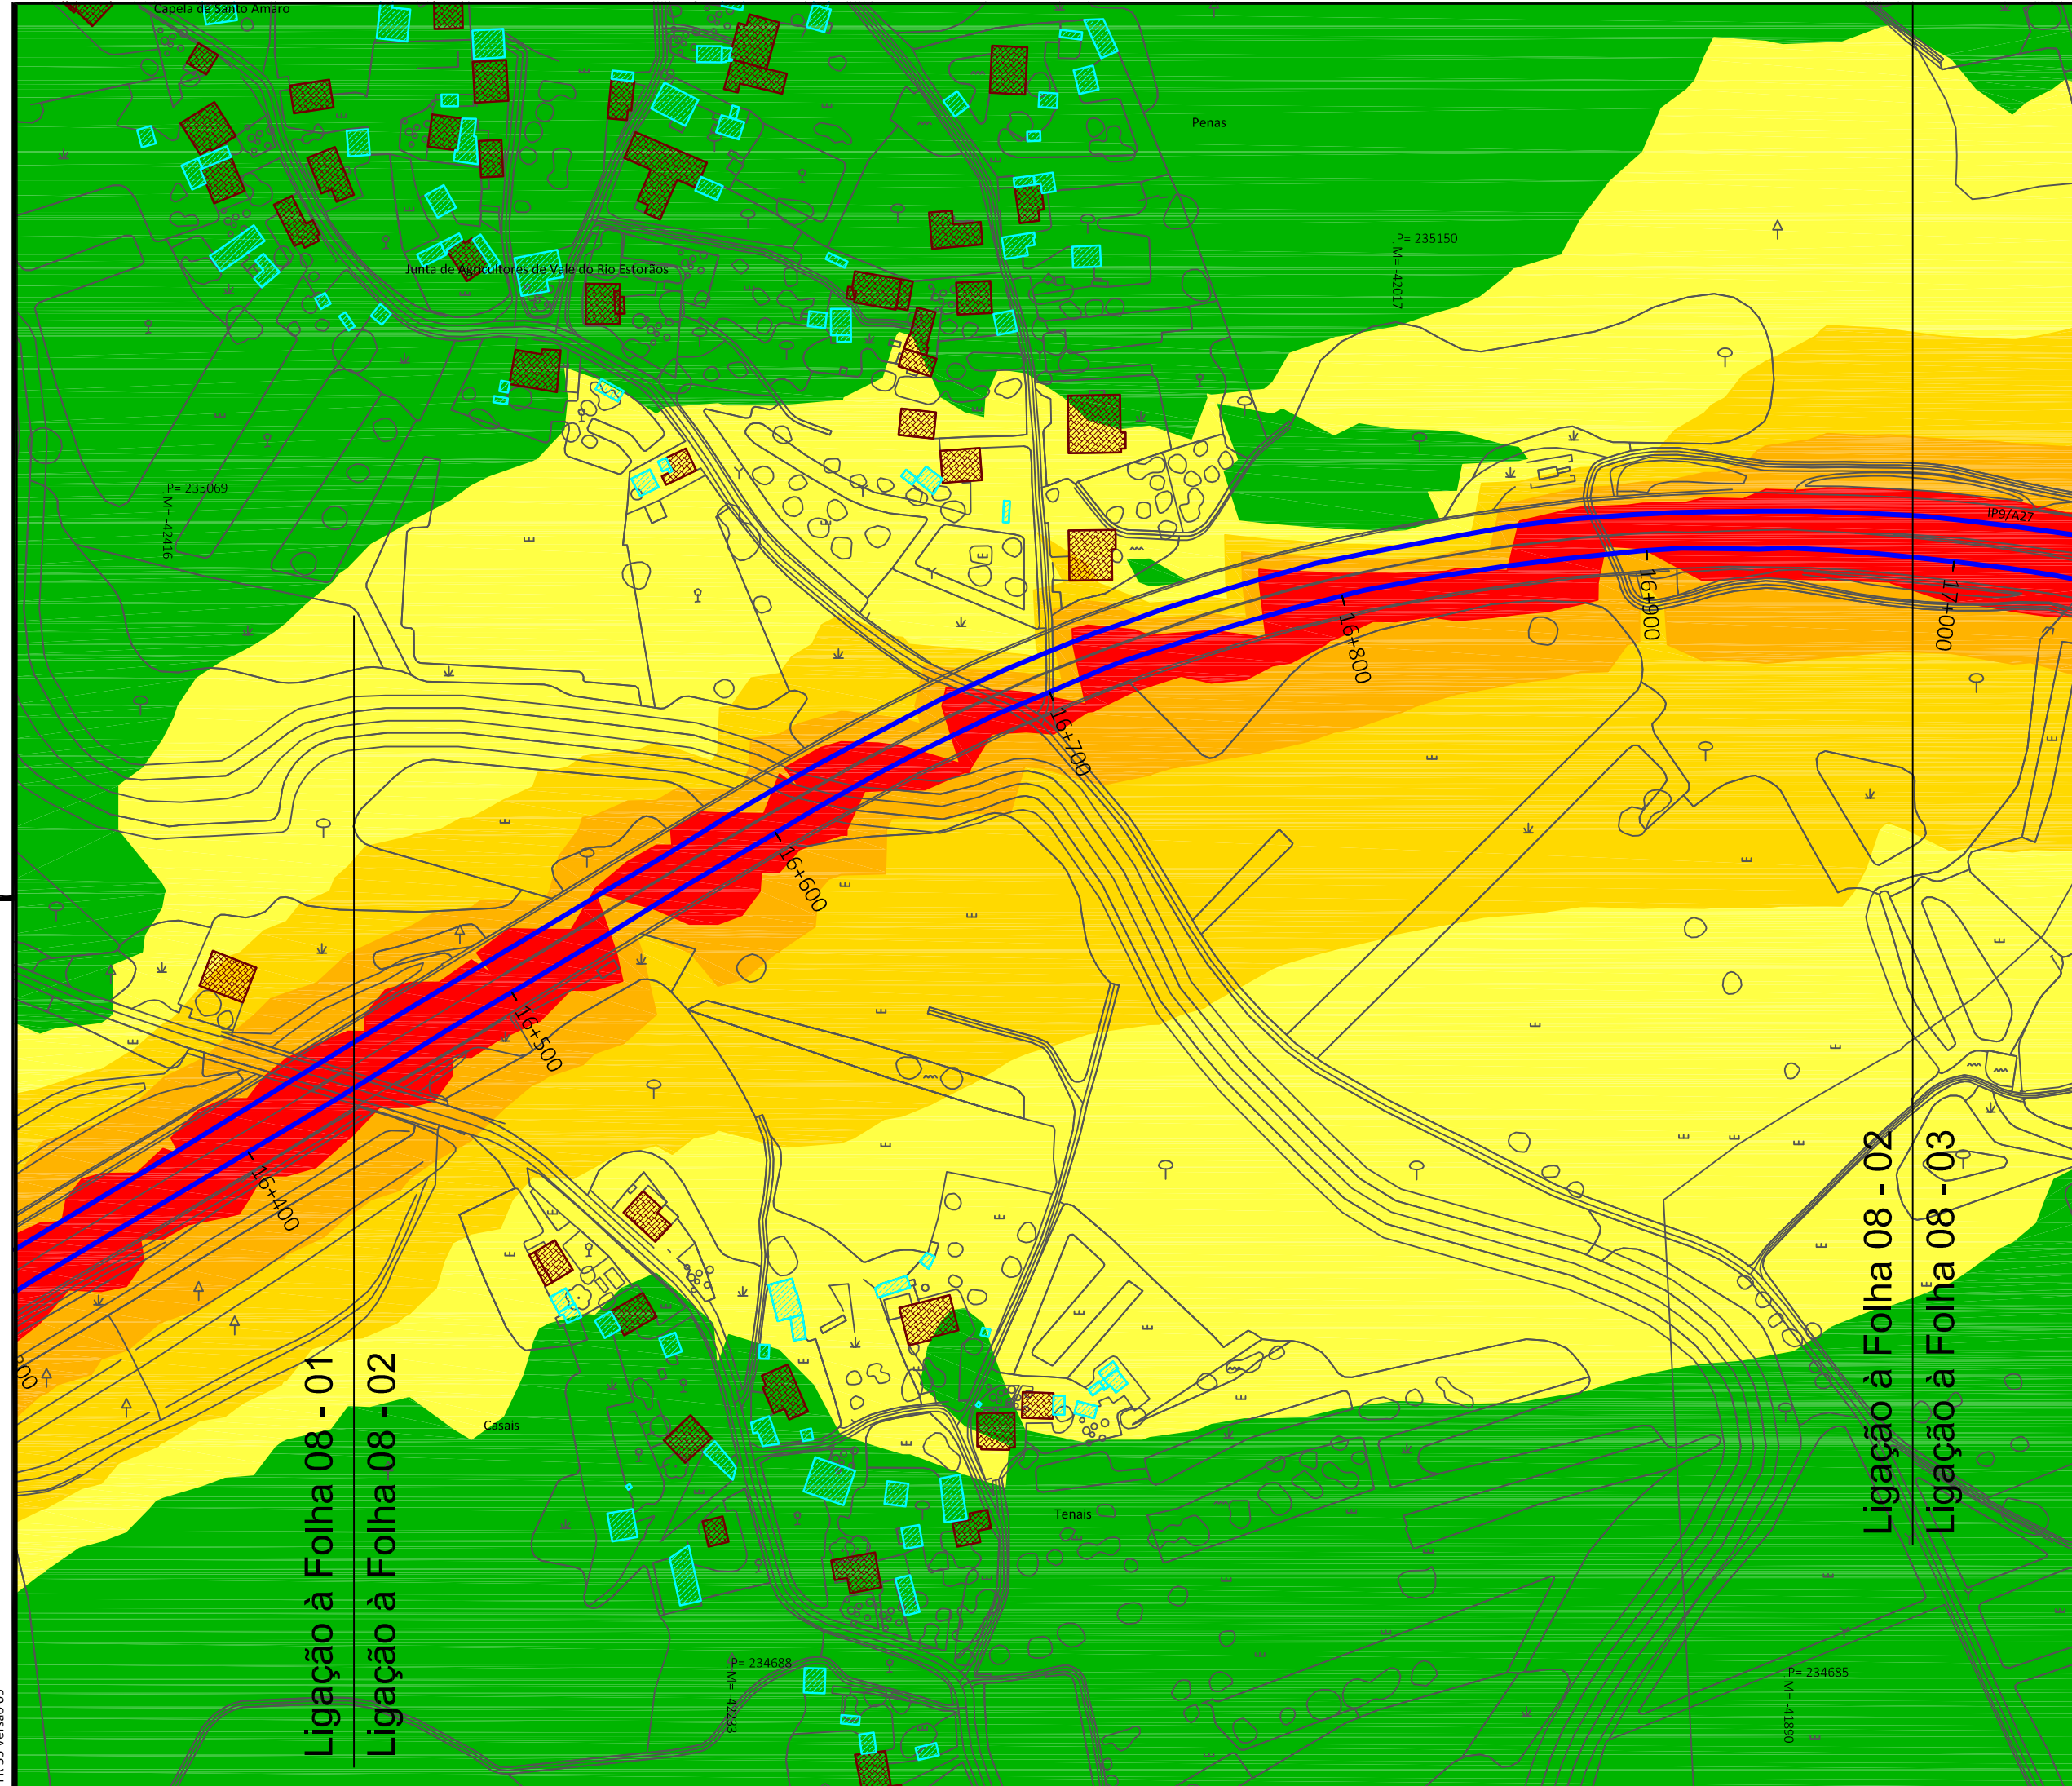 Capela de Santo Amaro
Penas
P= 235150
M= -42017
Junta de Agricultores de Vale do Rio Estorãos
P= 235069
M= -42416
IP9/A27
16+900
17+000
16+800
16+700
16+600
16+500
16+400
Casais
Tenais
P= 234688
M= -42233
P= 234685
M= -41890
Ligação à Folha 08 - 01
Ligação à Folha 08 - 02
Ligação à Folha 08 - 02
Ligação à Folha 08 - 03